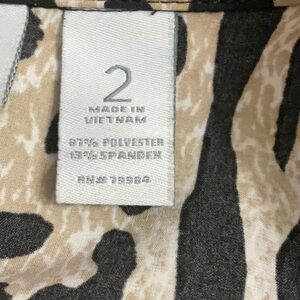 2
MADE IN
VIETNAM
87% POLYESTER
13% SPANDEX
RN# 79984